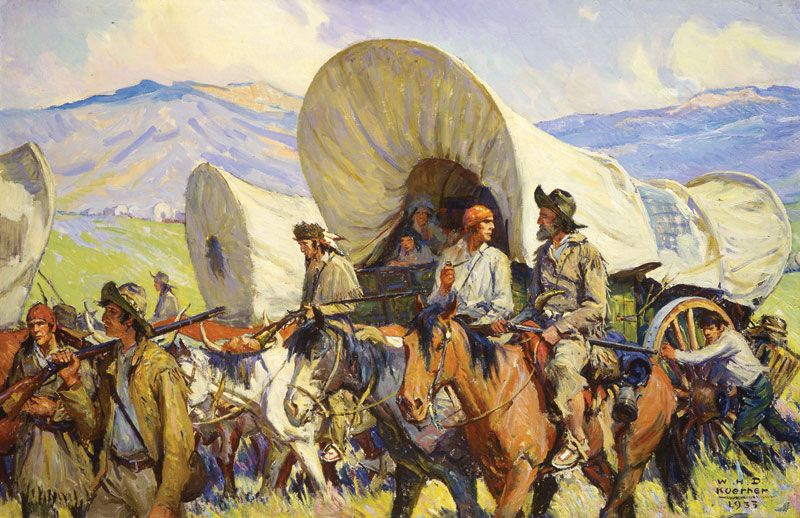 W. H. D
KOERNER
1933